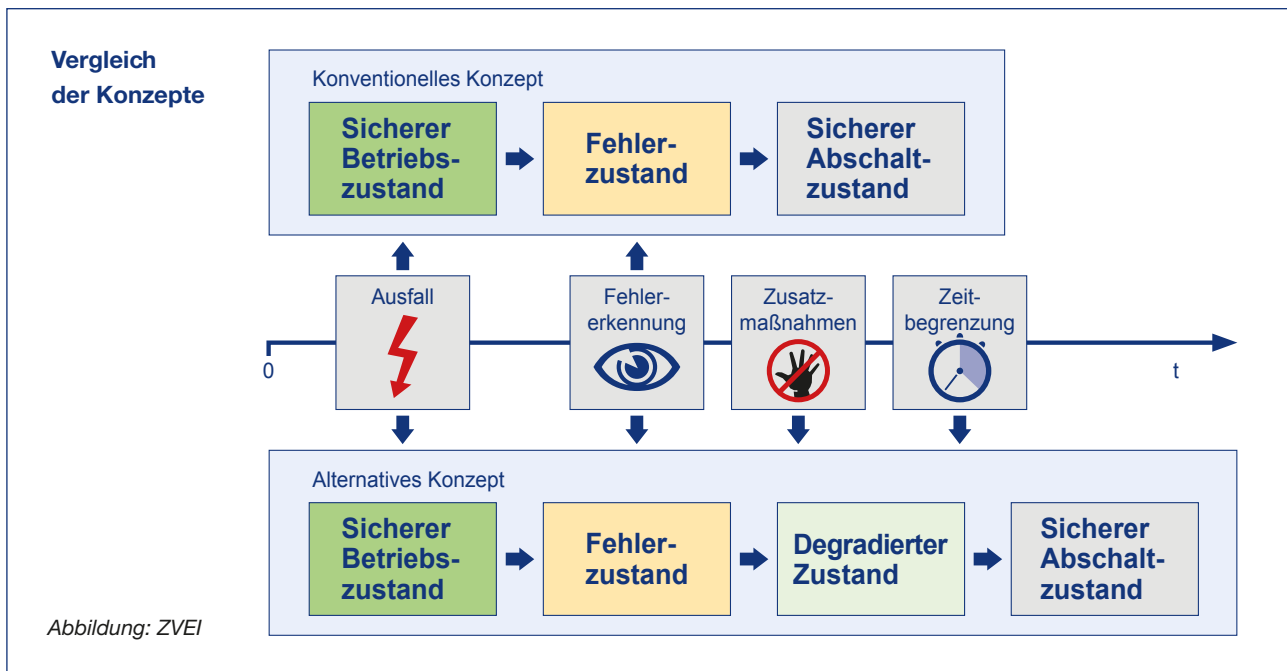 Vergleich
der Konzepte
Konventionelles Konzept
Sicherer
Betriebs-
zustand
Fehler-
zustand
Sicherer
Abschalt-
zustand
Ausfall
Fehler-
erkennung
Zusatz-
maßnahmen
Zeit-
begrenzung
0
t
Alternatives Konzept
Sicherer
Betriebs-
zustand
Fehler-
zustand
Degradierter
Zustand
Sicherer
Abschalt-
zustand
Abbildung: ZVEI